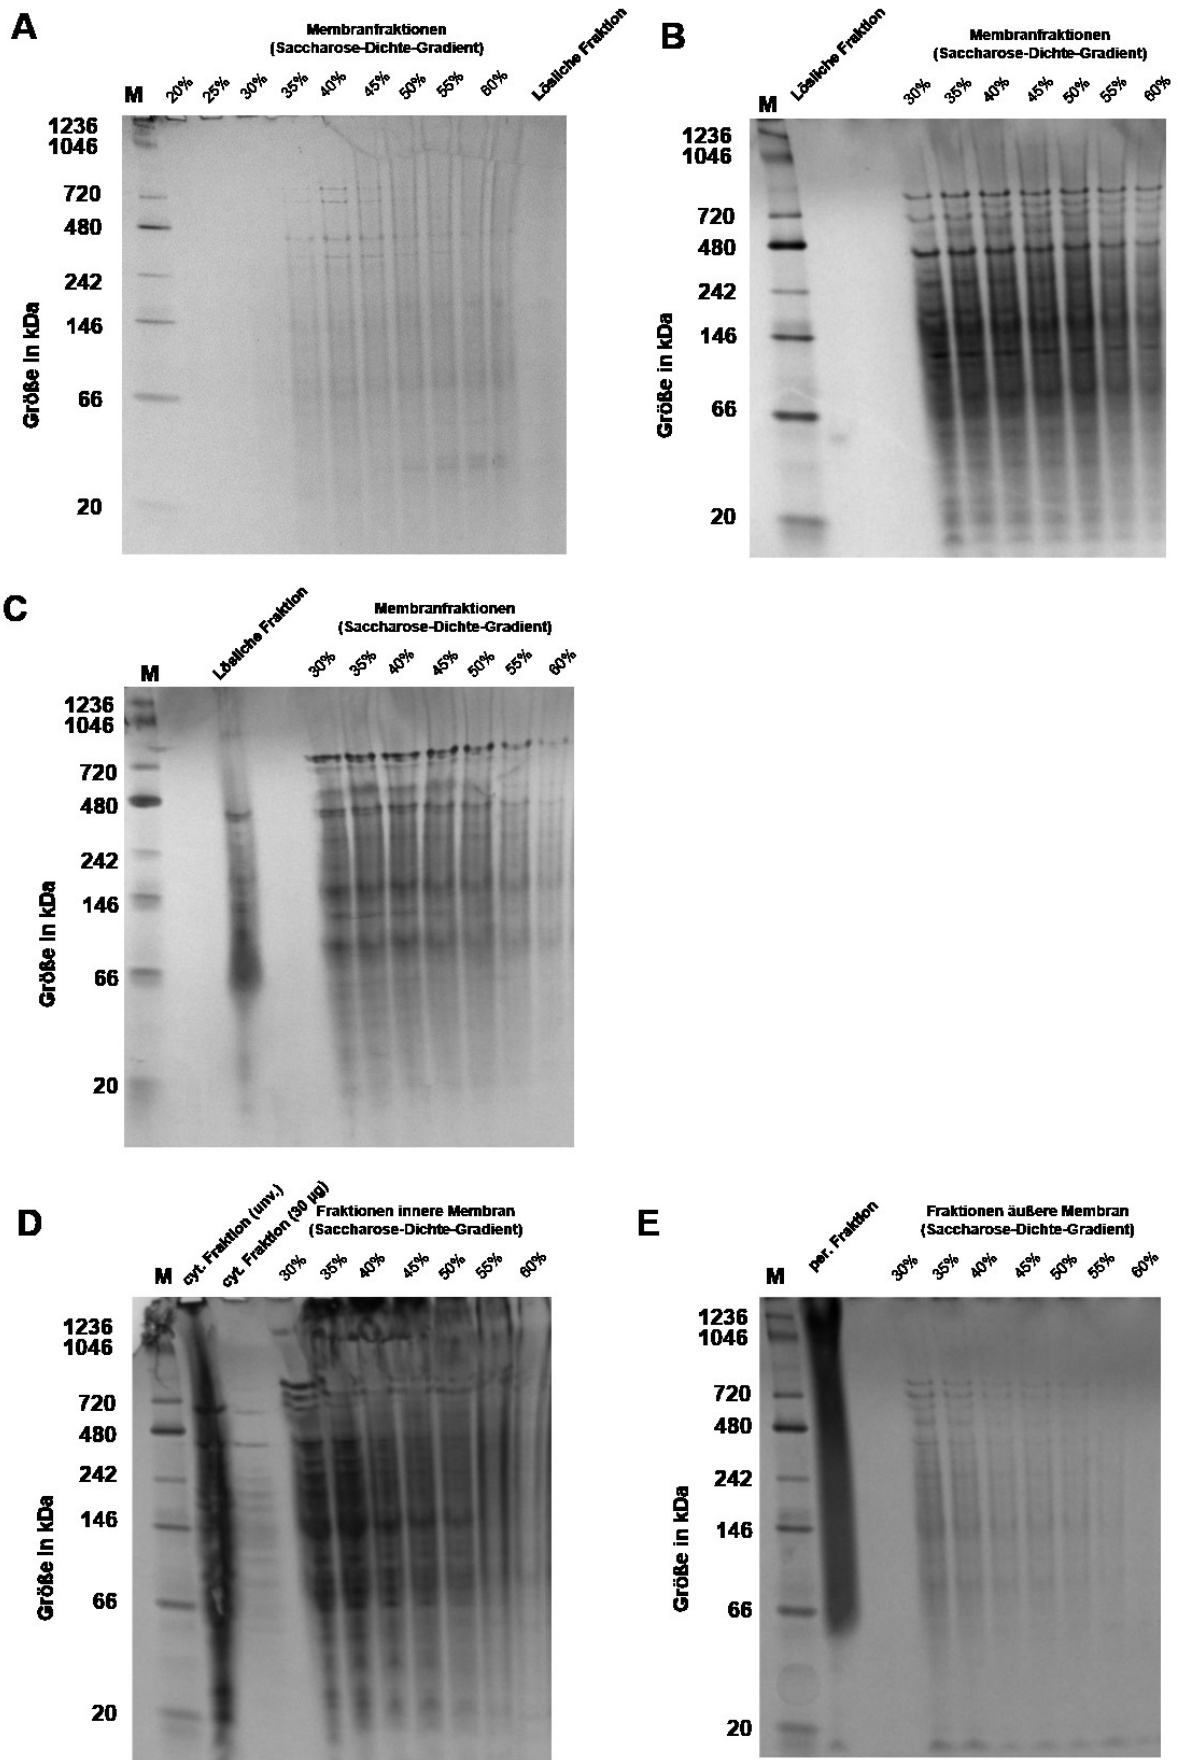 A
Membranfraktionen
(Saccharose-Dichte-Gradient)
M 20% 25% 30% 35% 40% 45% 50% 55% 60% Lösliche Fraktion
1236
1046
720
480
242
146
66
20
Größe in kDa
B
Membranfraktionen
(Saccharose-Dichte-Gradient)
M Lösliche Fraktion 30% 35% 40% 45% 50% 55% 60%
1236
1046
720
480
242
146
66
20
Größe in kDa
C
Membranfraktionen
(Saccharose-Dichte-Gradient)
M Lösliche Fraktion 30% 35% 40% 45% 50% 55% 60%
1236
1046
720
480
242
146
66
20
Größe in kDa
D
Fraktionen innere Membran
(Saccharose-Dichte-Gradient)
M cyt. Fraktion (unv.) cyt. Fraktion (30 µg) 30% 35% 40% 45% 50% 55% 60%
1236
1046
720
480
242
146
66
20
Größe in kDa
E
Fraktionen äußere Membran
(Saccharose-Dichte-Gradient)
M per. Fraktion 30% 35% 40% 45% 50% 55% 60%
1236
1046
720
480
242
146
66
20
Größe in kDa